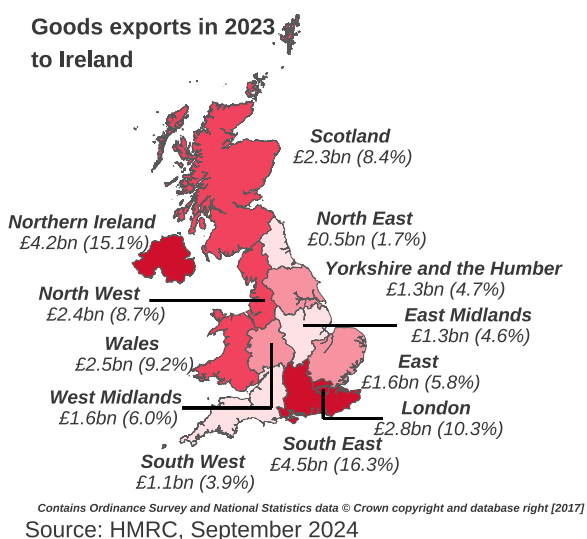 Goods exports in 2023
to Ireland
Scotland
£2.3bn (8.4%)
Northern Ireland
£4.2bn (15.1%)
North East
£0.5bn (1.7%)
Yorkshire and the Humber
£1.3bn (4.7%)
North West
£2.4bn (8.7%)
East Midlands
£1.3bn (4.6%)
Wales
£2.5bn (9.2%)
East
£1.6bn (5.8%)
West Midlands
£1.6bn (6.0%)
London
£2.8bn (10.3%)
South East
£4.5bn (16.3%)
South West
£1.1bn (3.9%)
Contains Ordinance Survey and National Statistics data © Crown copyright and database right [2017]
Source: HMRC, September 2024